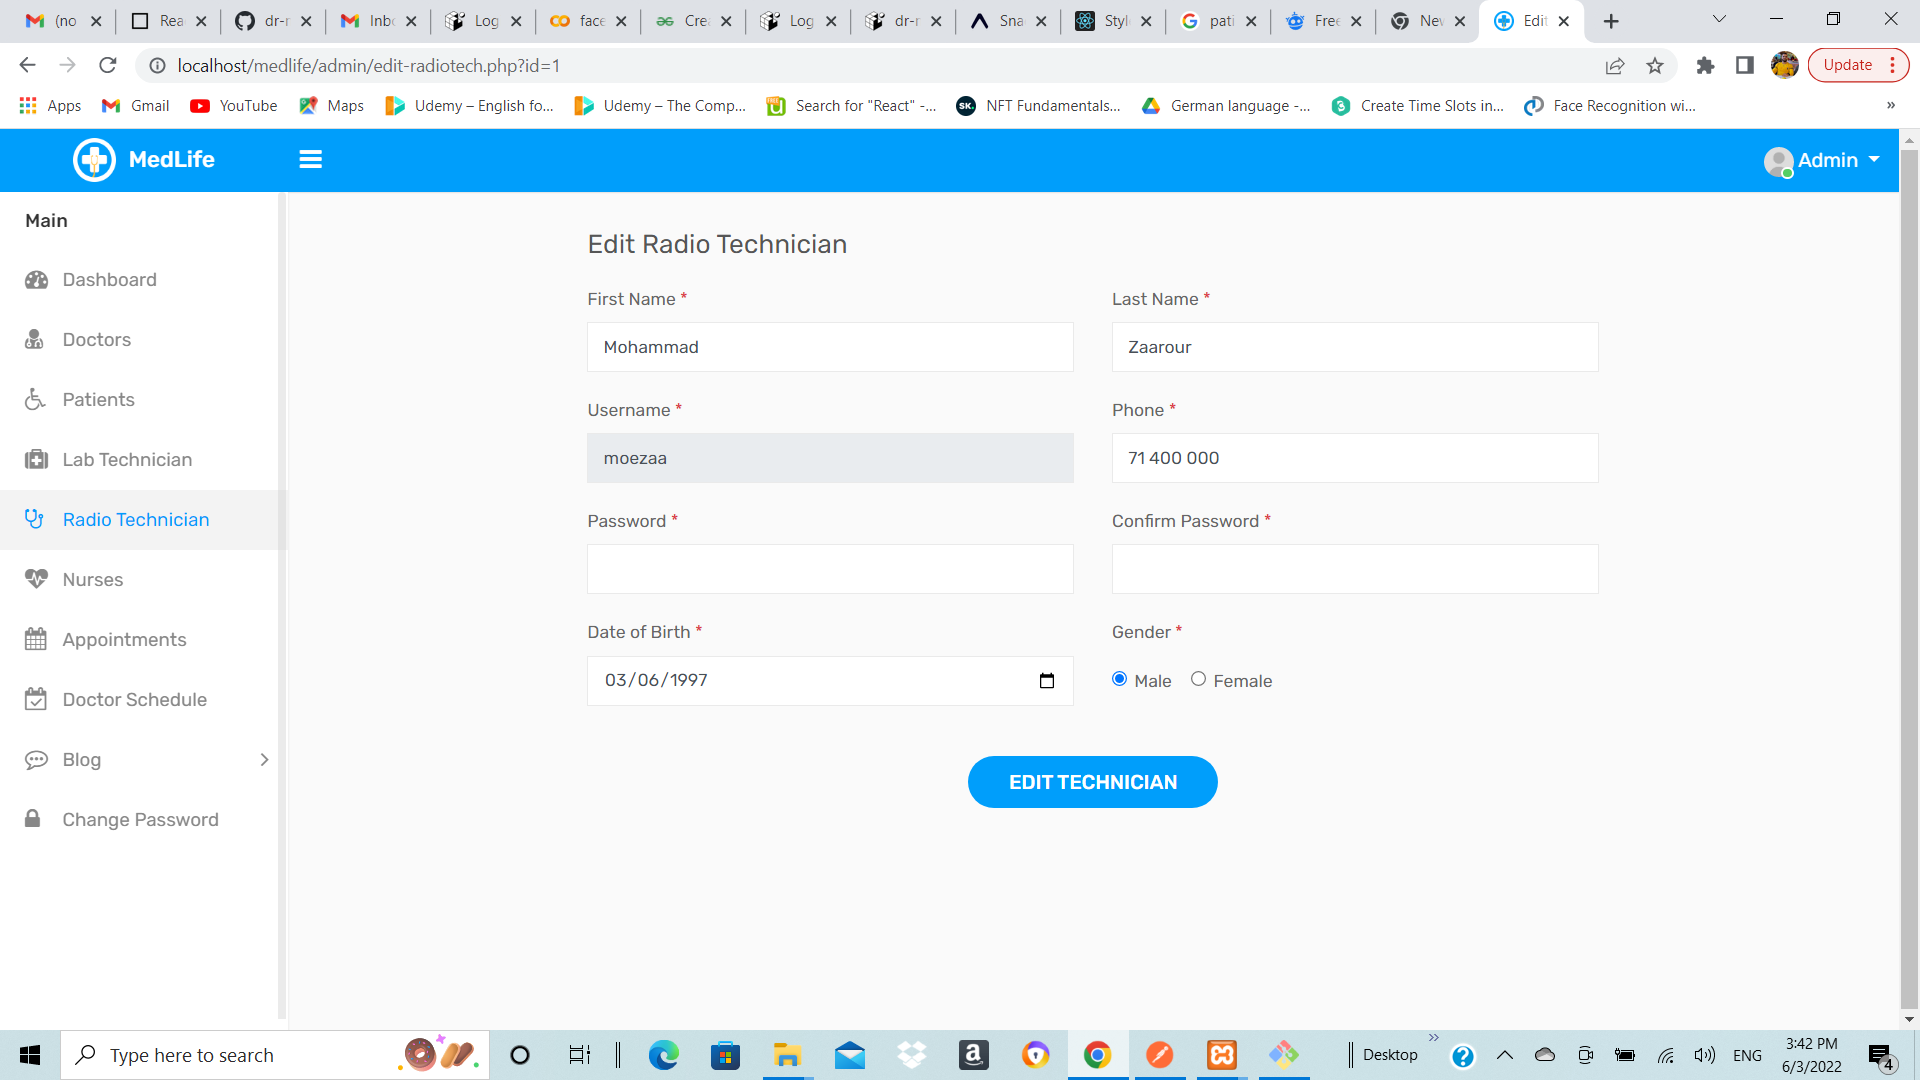 (no
Rea
dr-r
Inbo
Log
face
Crea
Log
dr-r
Sna
Styl
pati
Free
Nev
Edit
localhost/medlife/admin/edit-radiotech.php?id=1
Update
Apps
Gmail
YouTube
Maps
Udemy – English fo...
Udemy – The Comp...
Search for "React" -...
NFT Fundamentals...
German language -...
Create Time Slots in...
Face Recognition wi...
»
MedLife
Admin
Main
Dashboard
Doctors
Patients
Lab Technician
Radio Technician
Nurses
Appointments
Doctor Schedule
Blog
Change Password
Edit Radio Technician
First Name *
Last Name *
Mohammad
Zaarour
Username *
Phone *
moezaa
71 400 000
Password *
Confirm Password *
Date of Birth *
Gender *
03/06/1997
Male
Female
EDIT TECHNICIAN
Type here to search
Desktop
»
ENG
3:42 PM
6/3/2022
4